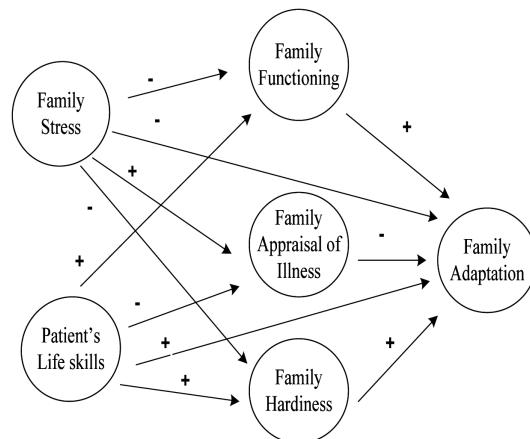 Family
Stress
Family
Functioning
Family
Appraisal of
Illness
Family
Adaptation
Patient's
Life skills
Family
Hardiness
-
-
+
+
-
+
-
-
+
+
+